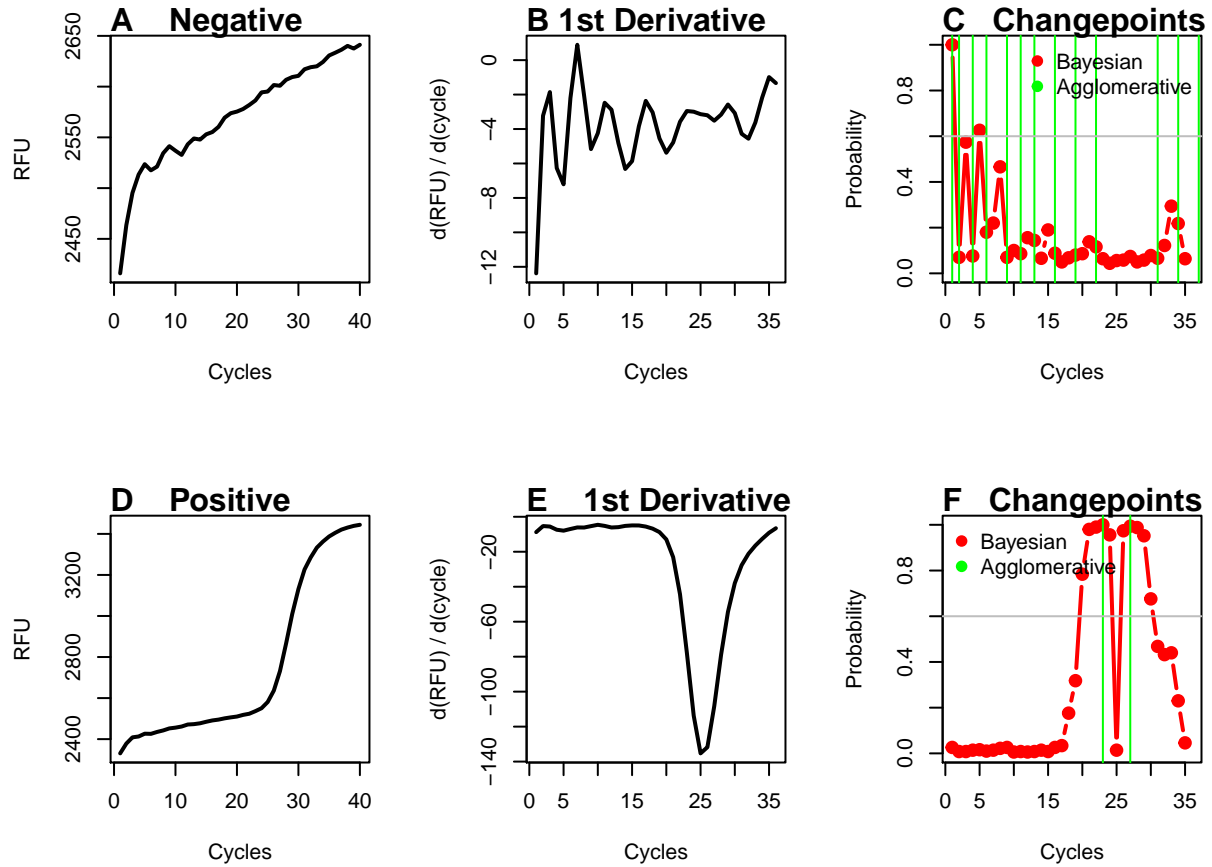 A Negative
RFU
2450 2550 2650
0 10 20 30 40
Cycles
B 1st Derivative
d(RFU) / d(cycle)
−12 −8 −4 0
0 5 15 25 35
Cycles
C Changepoints
Bayesian
Agglomerative
Probability
0.0 0.4 0.8
0 5 15 25 35
Cycles
D Positive
RFU
2400 2800 3200
0 10 20 30 40
Cycles
E 1st Derivative
d(RFU) / d(cycle)
−140 −100 −60 −20
0 5 15 25 35
Cycles
F Changepoints
Bayesian
Agglomerative
Probability
0.0 0.4 0.8
0 5 15 25 35
Cycles